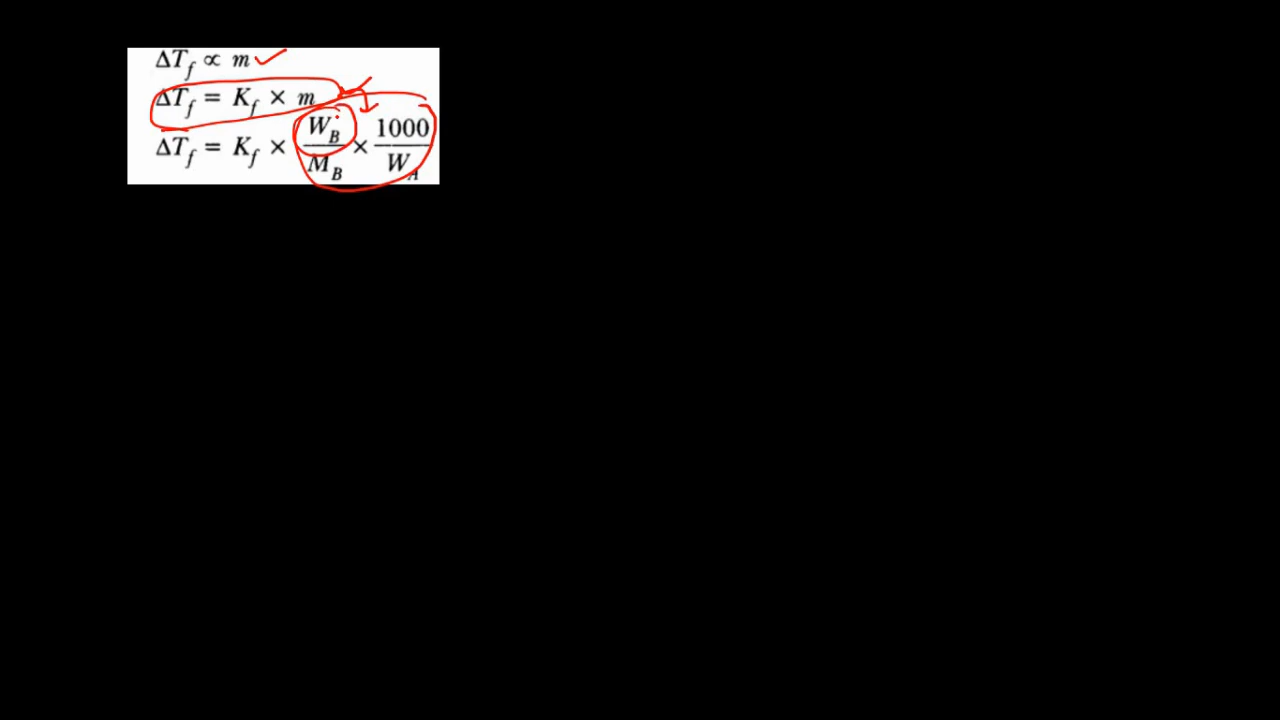 ΔT_f ∝ m
ΔT_f = K_f × m
ΔT_f = K_f × W_B/M_B × 1000/W_A